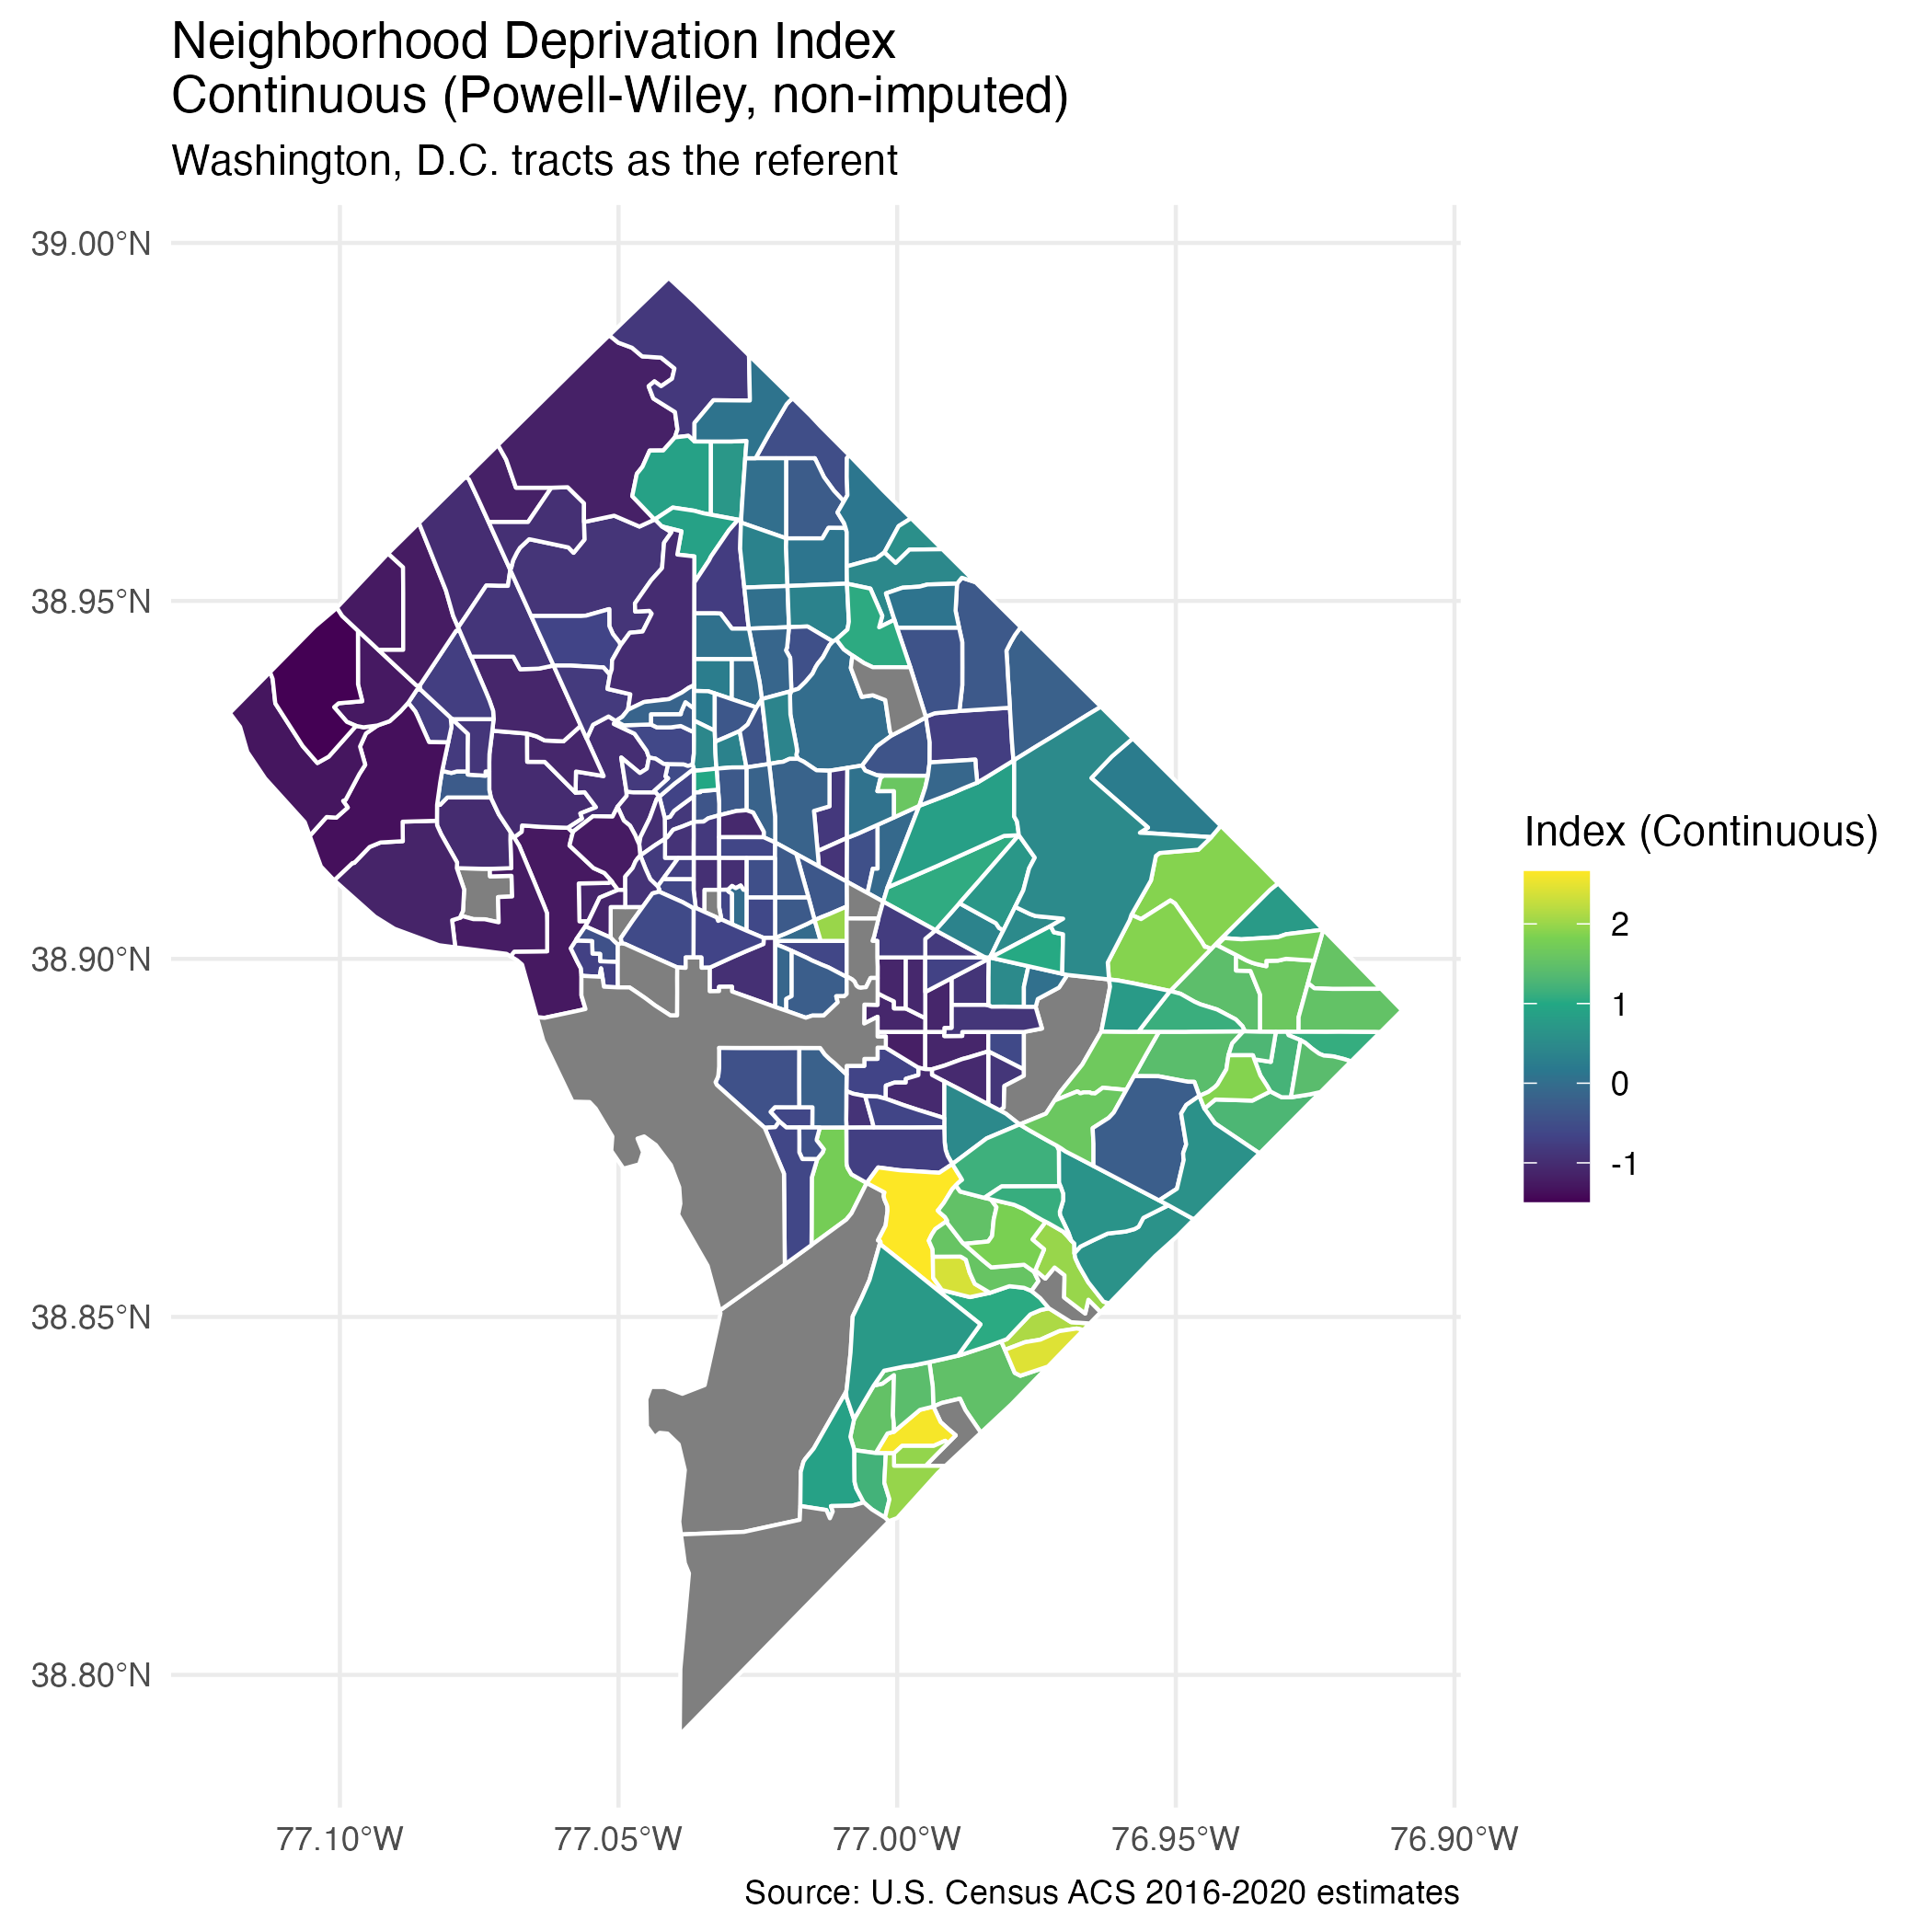 Neighborhood Deprivation Index
Continuous (Powell-Wiley, non-imputed)
Washington, D.C. tracts as the referent
39.00°N
38.95°N
38.90°N
38.85°N
38.80°N
77.10°W
77.05°W
77.00°W
76.95°W
76.90°W
Index (Continuous)
2
1
0
-1
Source: U.S. Census ACS 2016-2020 estimates